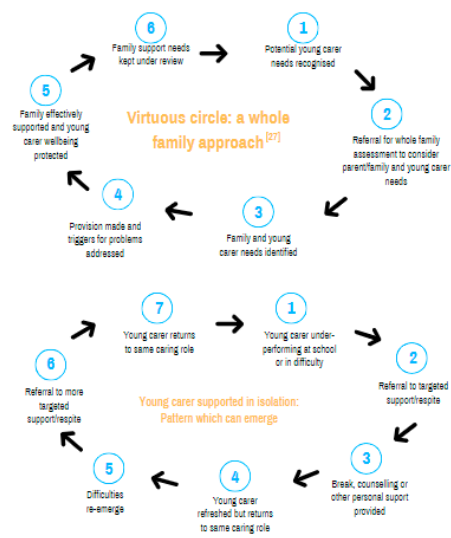 6
Family support needs
kept under review
1
Potential young carer
needs recognised
5
Family effectively
supported and young
carer wellbeing
protected
Virtuous circle: a whole
family approach [27]
2
Referral for whole family
assessment to consider
parent/family and young carer
needs
4
Provision made and
triggers for problems
addressed
3
Family and young
carer needs identified
7
Young carer returns
to same caring role
1
Young carer under-
performing at school
or in difficulty
6
Referral to more
targeted
support/respite
2
Referral to targeted
support/respite
Young carer supported in isolation:
Pattern which can emerge
5
Difficulties
re-emerge
4
Young carer
refreshed but returns
to same caring role
3
Break, counselling or
other personal suport
provided